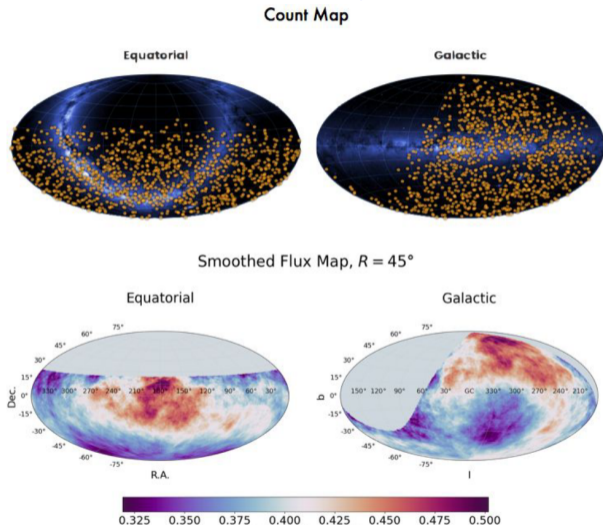 Count Map
Equatorial Galactic
Smoothed Flux Map, R = 45°
Equatorial Galactic
75° 75°
60° 60°
45° 45°
30° 30°
15° 15°
0° 330° 300° 270° 240° 210° 180° 150° 120° 90° 60° 30° 0° 150° 120° 90° 60° 30° GC 330° 300° 270° 240° 210°
Dec. b
-15° -15°
-30° -30°
-45° -45°
-60° -60°
-75° -75°
R.A. l
0.325 0.350 0.375 0.400 0.425 0.450 0.475 0.500